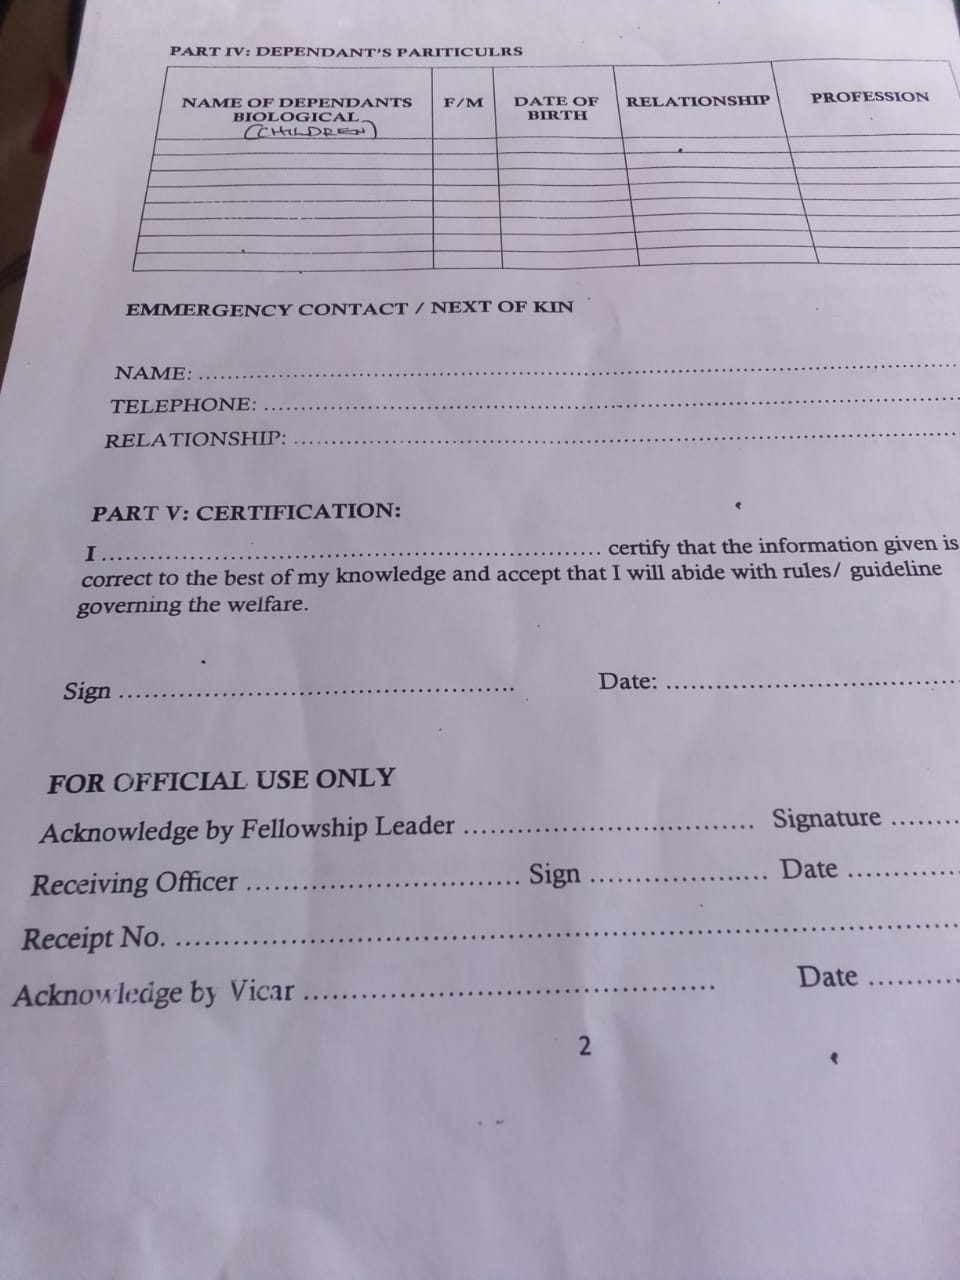 PART IV: DEPENDANT'S PARITICULRS
NAME OF DEPENDANTS F/M DATE OF RELATIONSHIP PROFESSION
BIOLOGICAL BIRTH
(CHILDREN)
EMMERGENCY CONTACT / NEXT OF KIN
NAME: ..................................................
TELEPHONE: ..................................................
RELATIONSHIP: ..................................................
PART V: CERTIFICATION:
I .................................................. certify that the information given is
correct to the best of my knowledge and accept that I will abide with rules/ guideline
governing the welfare.
Sign .................................................. Date: ..................................
FOR OFFICIAL USE ONLY
Acknowledge by Fellowship Leader .................................. Signature ........
Receiving Officer ................................ Sign ..................... Date .............
Receipt No. ..................................................
Acknowledge by Vicar .................................................. Date ...........
2